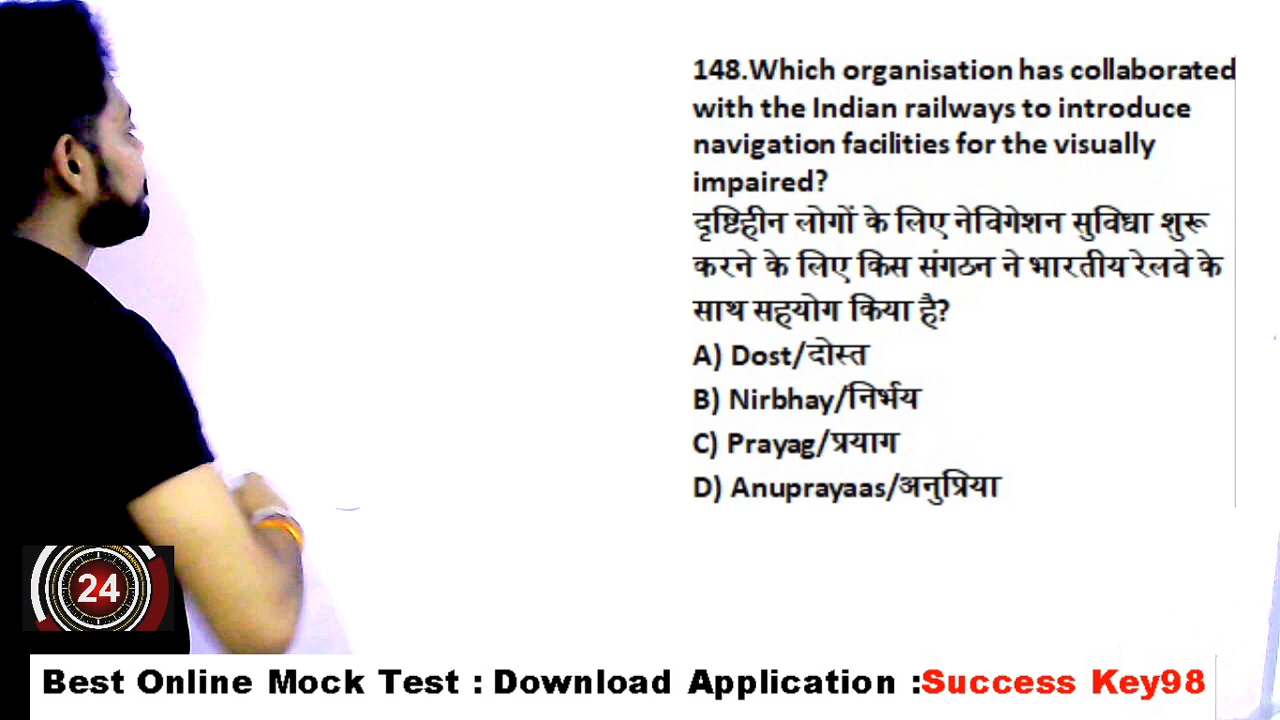 148.Which organisation has collaborated
with the Indian railways to introduce
navigation facilities for the visually
impaired?
दृष्टिहीन लोगों के लिए नेविगेशन सुविधा शुरू
करने के लिए किस संगठन ने भारतीय रेलवे के
साथ सहयोग किया है?
A) Dost/दोस्त
B) Nirbhay/निर्भय
C) Prayag/प्रयाग
D) Anuprayaas/अनुप्रिया
24
Best Online Mock Test : Download Application :Success Key98